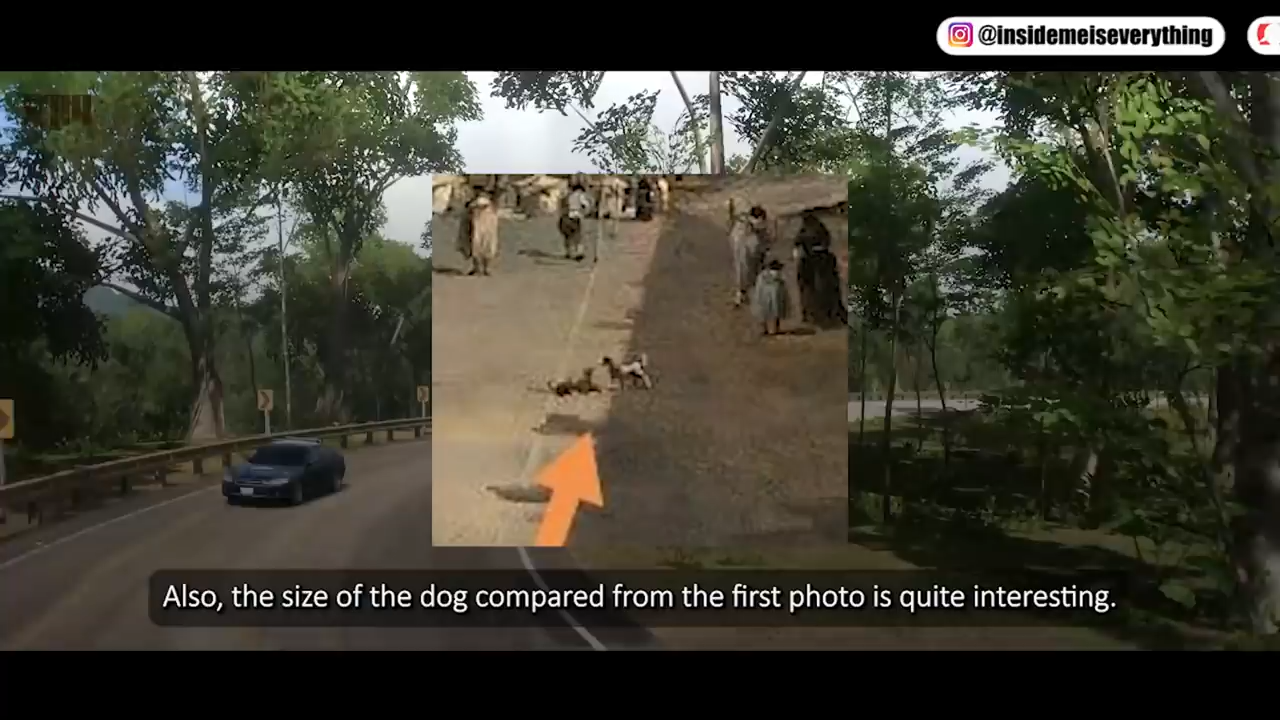 @insidemeiseverything
Also, the size of the dog compared from the first photo is quite interesting.